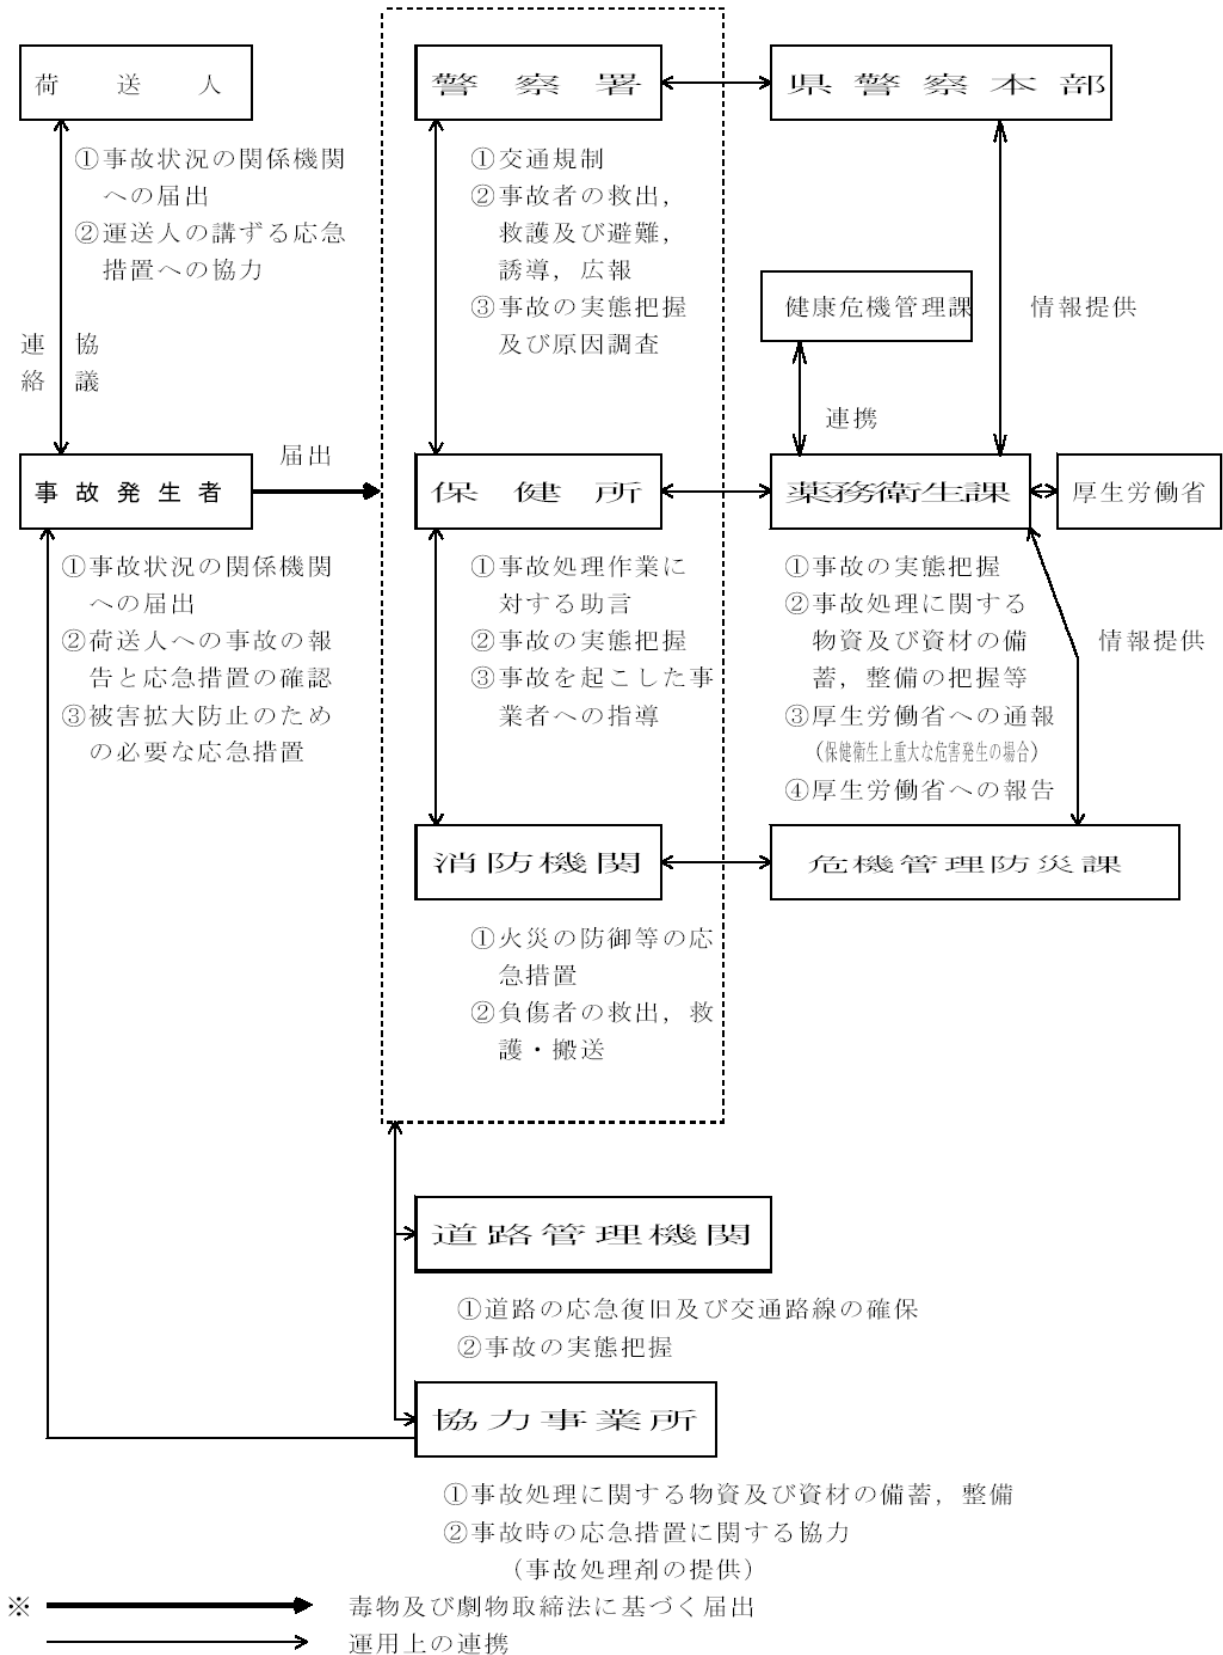 荷送人
①事故状況の関係機関
への届出
②運送人の講ずる応急
措置への協力
連絡
協議
事故発生者
届出
①事故状況の関係機関
への届出
②荷送人への事故の報
告と応急措置の確認
③被害拡大防止のため
の必要な応急措置
警察署
①交通規制
②事故者の救出，
救護及び避難，
誘導，広報
③事故の実態把握
及び原因調査
保健所
①事故処理作業に
対する助言
②事故の実態把握
③事故を起こした事
業者への指導
消防機関
①火災の防御等の応
急措置
②負傷者の救出，救
護・搬送
県警察本部
健康危機管理課
情報提供
連携
薬務衛生課
厚生労働省
①事故の実態把握
②事故処理に関する
物資及び資材の備
蓄，整備の把握等
③厚生労働省への通報
（保健衛生上重大な危害発生の場合）
④厚生労働省への報告
情報提供
危機管理防災課
道路管理機関
①道路の応急復旧及び交通路線の確保
②事故の実態把握
協力事業所
①事故処理に関する物資及び資材の備蓄，整備
②事故時の応急措置に関する協力
（事故処理剤の提供）
※ 毒物及び劇物取締法に基づく届出
運用上の連携